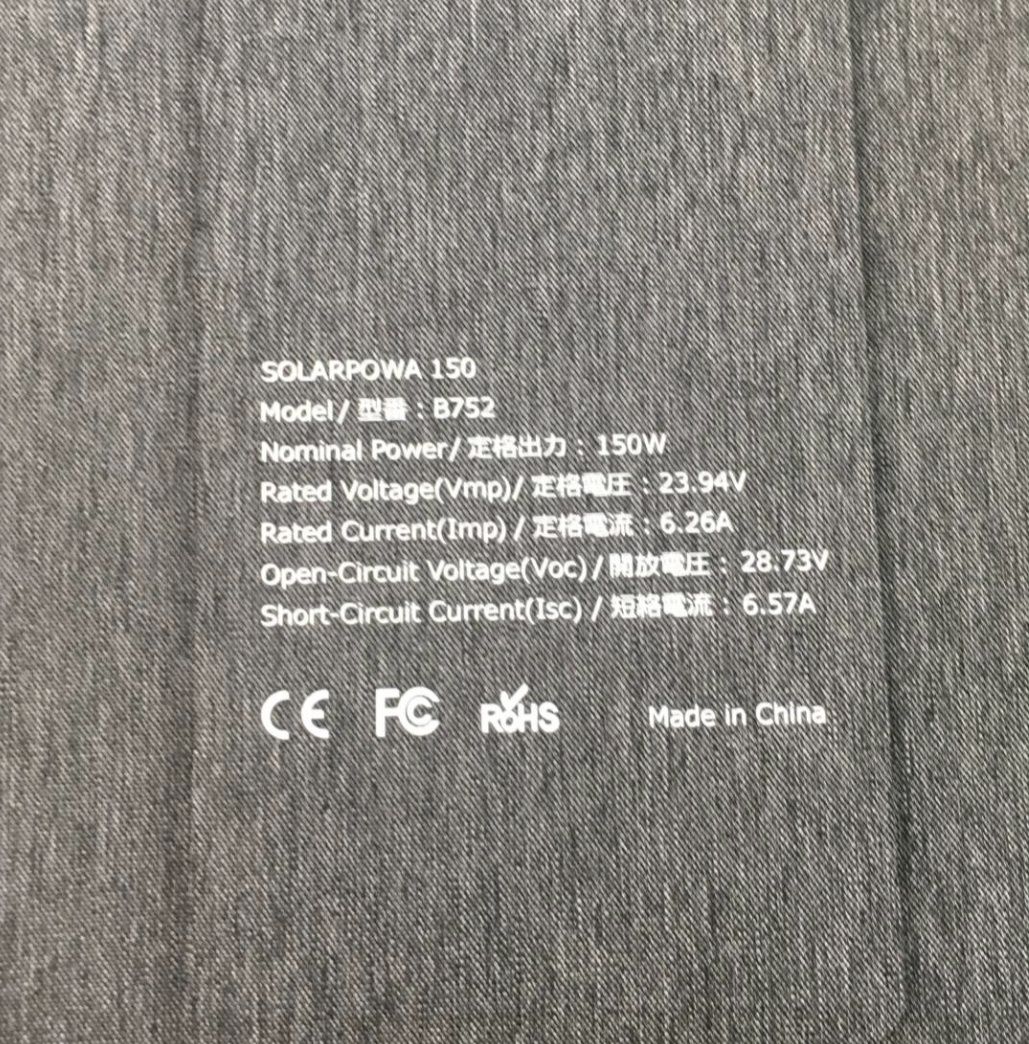 SOLARPOWA 150
Model / 型番 : B752
Nominal Power / 定格出力 : 150W
Rated Voltage(Vmp) / 定格電圧 : 23.94V
Rated Current(Imp) / 定格電流 : 6.26A
Open-Circuit Voltage(Voc) / 開放電圧 : 28.73V
Short-Circuit Current(Isc) / 短絡電流 : 6.57A
CE FC RoHS Made in China